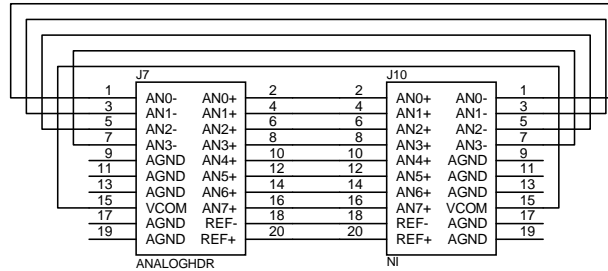 J7 J10
1 AN0- AN0+ 2 2 AN0+ AN0- 1
3 AN1- AN1+ 4 4 AN1+ AN1- 3
5 AN2- AN2+ 6 6 AN2+ AN2- 5
7 AN3- AN3+ 8 8 AN3+ AN3- 7
9 AGND AN4+ 10 10 AN4+ AGND 9
11 AGND AN5+ 12 12 AN5+ AGND 11
13 AGND AN6+ 14 14 AN6+ AGND 13
15 VCOM AN7+ 16 16 AN7+ VCOM 15
17 AGND REF- 18 18 REF- AGND 17
19 AGND REF+ 20 20 REF+ AGND 19
ANALOGHDR NI